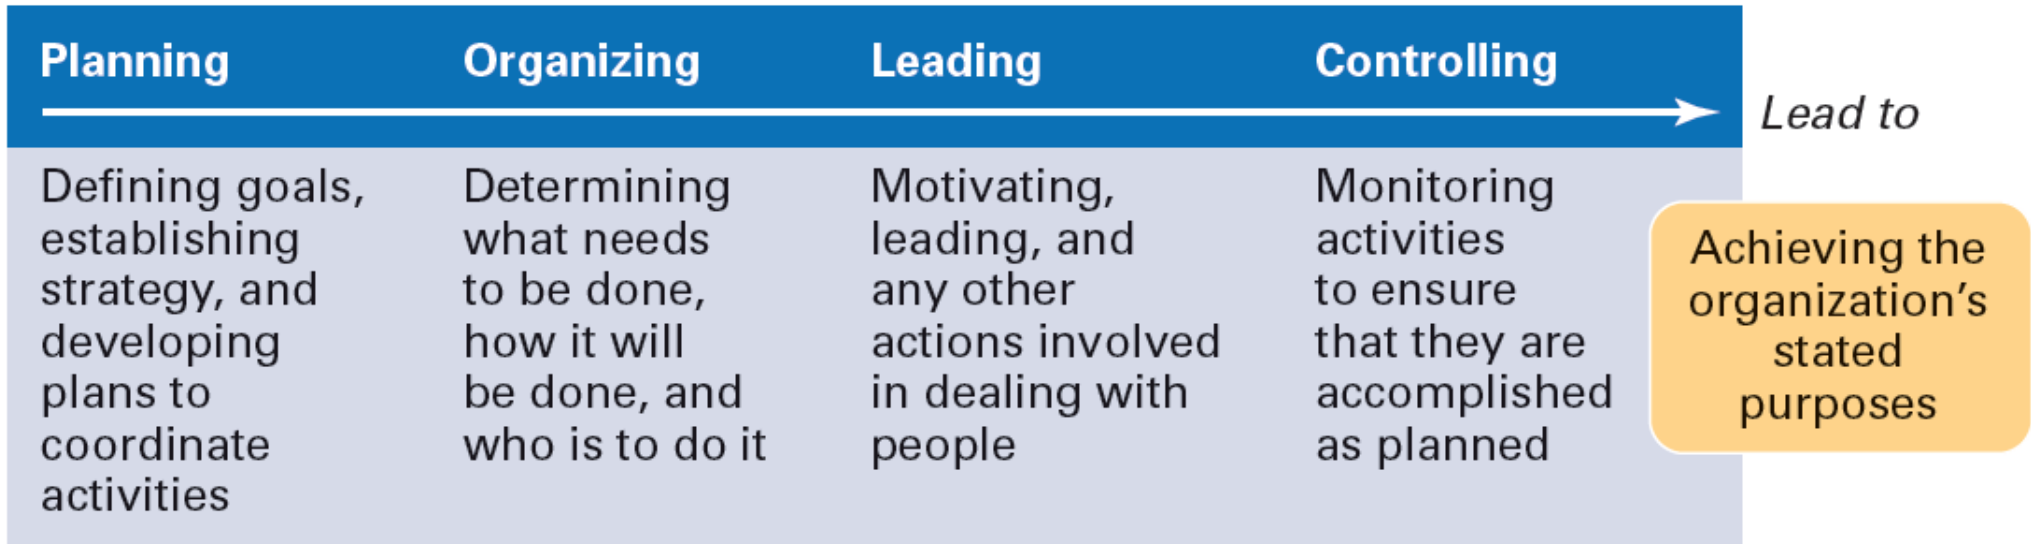 Planning
Organizing
Leading
Controlling
Lead to
Defining goals,
establishing
strategy, and
developing
plans to
coordinate
activities
Determining
what needs
to be done,
how it will
be done, and
who is to do it
Motivating,
leading, and
any other
actions involved
in dealing with
people
Monitoring
activities
to ensure
that they are
accomplished
as planned
Achieving the
organization’s
stated
purposes